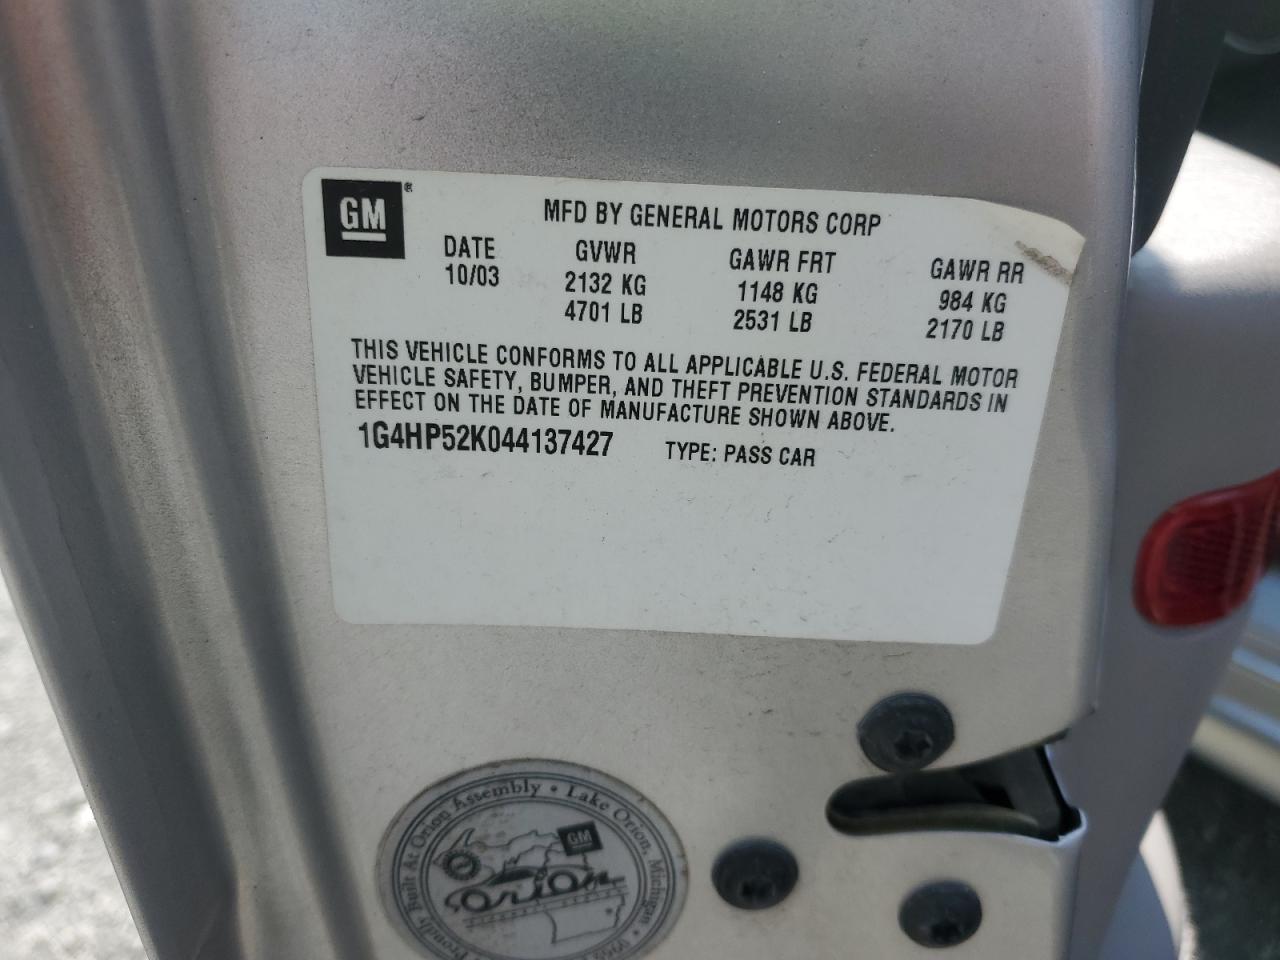 GM®
MFD BY GENERAL MOTORS CORP
DATE GVWR GAWR FRT GAWR RR
10/03 2132 KG 1148 KG 984 KG
4701 LB 2531 LB 2170 LB
THIS VEHICLE CONFORMS TO ALL APPLICABLE U.S. FEDERAL MOTOR
VEHICLE SAFETY, BUMPER, AND THEFT PREVENTION STANDARDS IN
EFFECT ON THE DATE OF MANUFACTURE SHOWN ABOVE.
1G4HP52K044137427 TYPE: PASS CAR
Proudly Built At Orion Assembly • Lake Orion, Michigan
GM
Orion